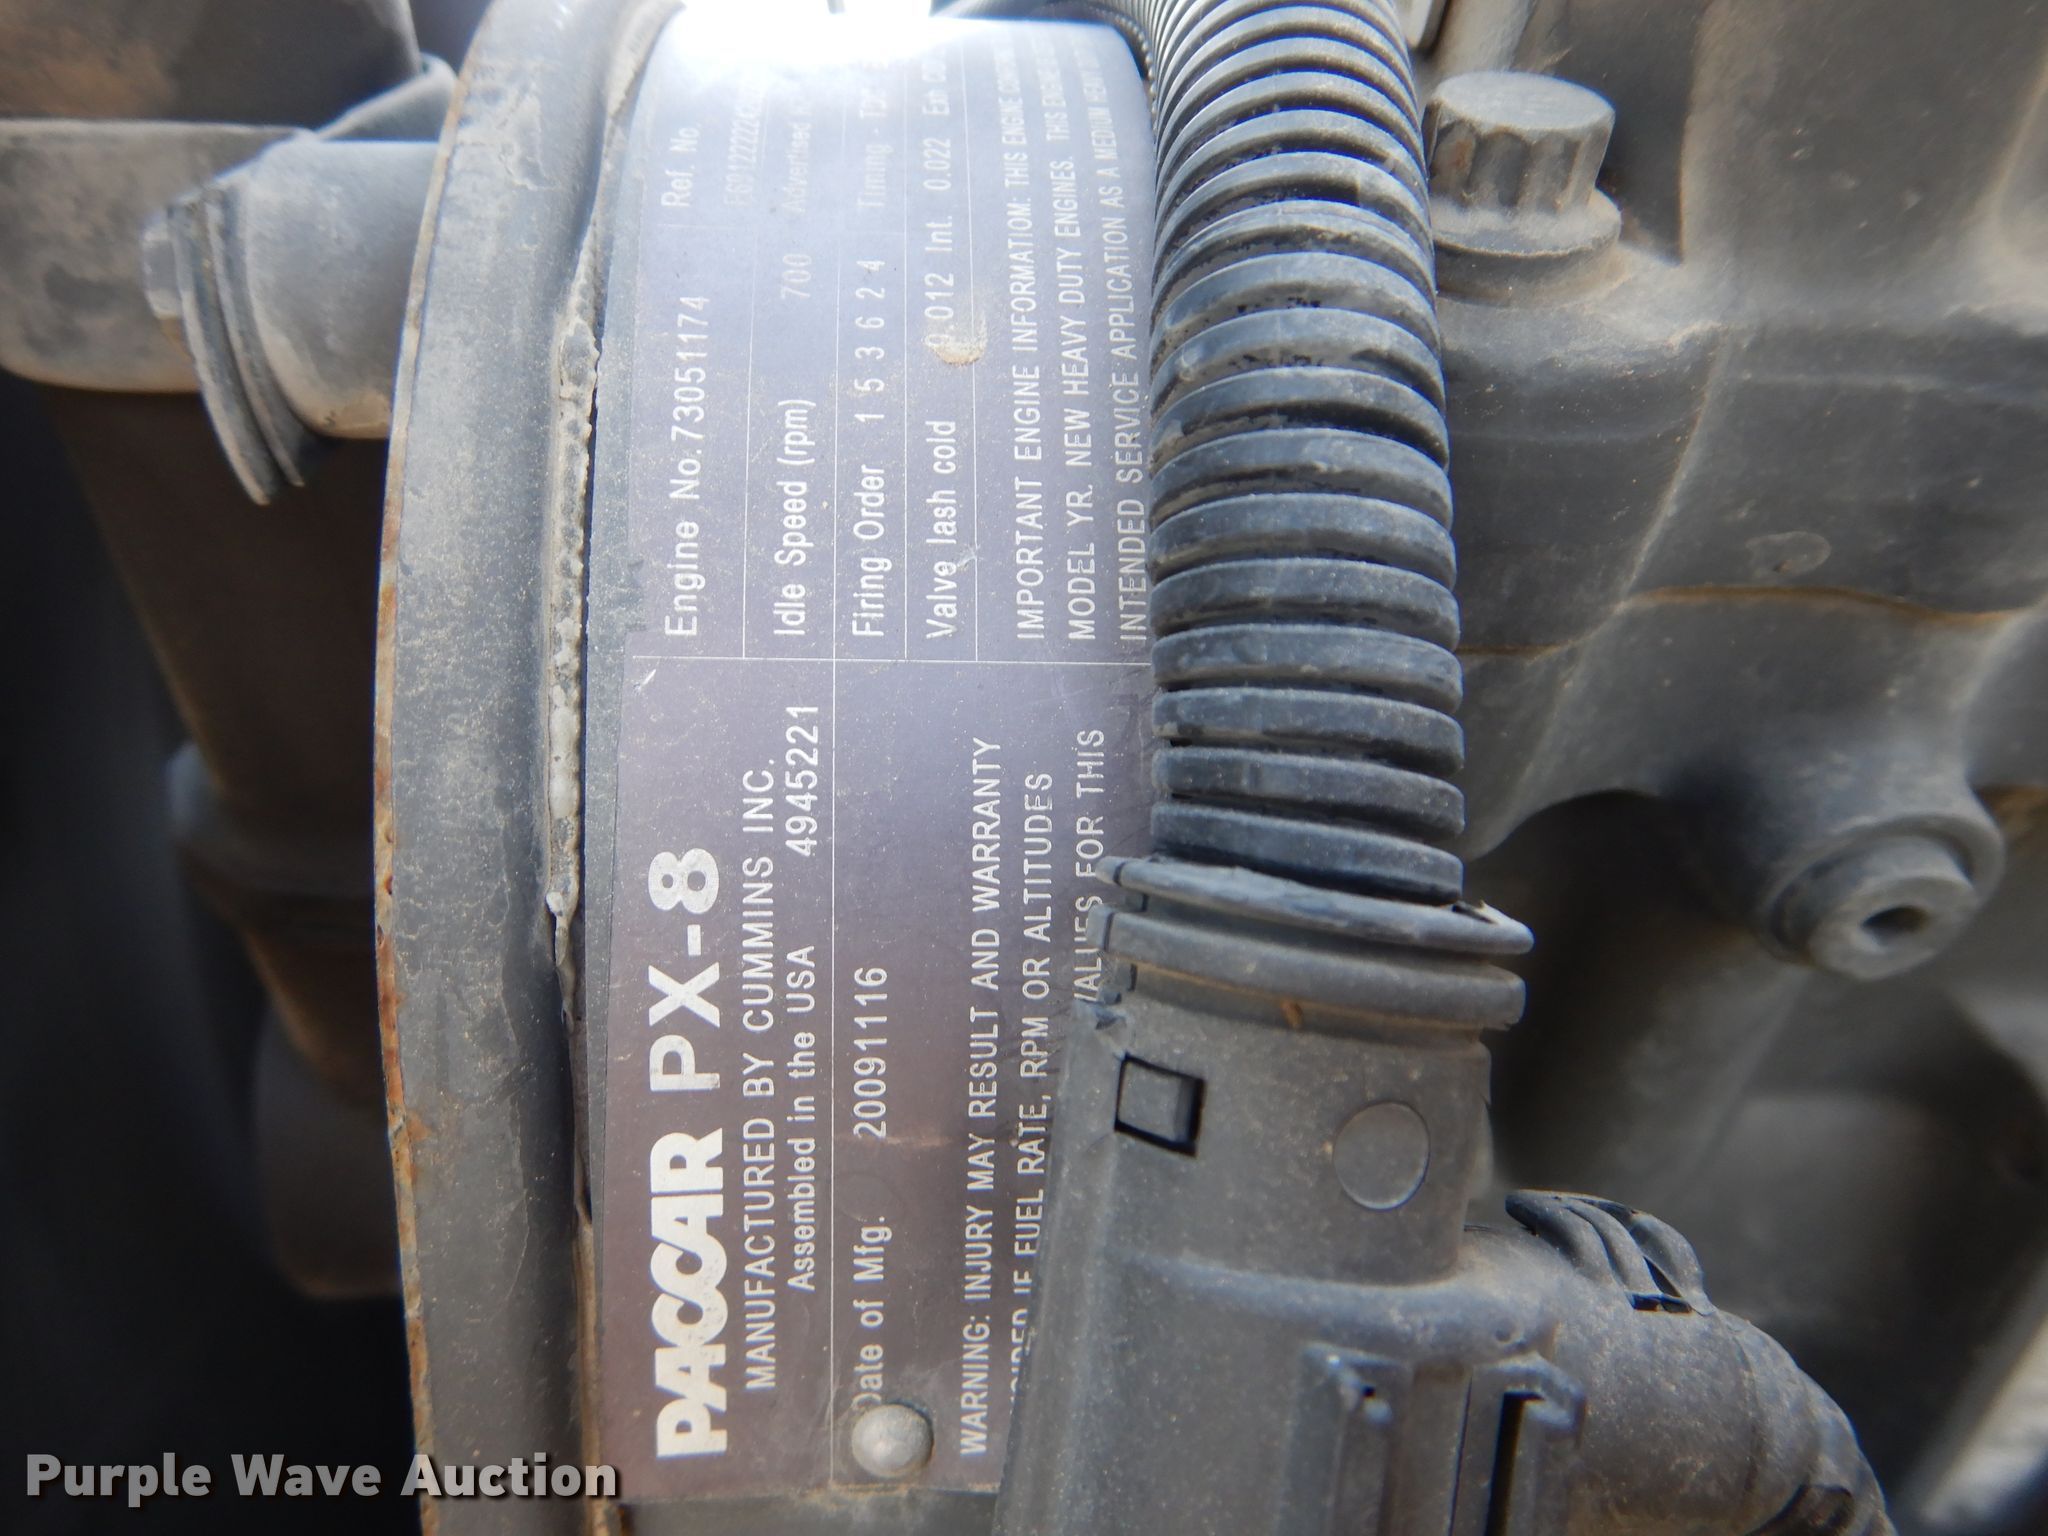 PACCAR PX-8
MANUFACTURED BY CUMMINS INC.
Assembled in the USA 4945221
Date of Mfg. 20091116
WARNING: INJURY MAY RESULT AND WARRANTY
IF FUEL RATE, RPM OR ALTITUDES
VALUES FOR THIS
Engine No. 73051174 Ref. No.
Idle Speed (rpm) 700 Advertised
Firing Order 1 5 3 6 2 4 Timing - TDC
Valve lash cold 0.012 Int. 0.022 Exh
IMPORTANT ENGINE INFORMATION: THIS ENGINE
MODEL YR. NEW HEAVY DUTY ENGINES. THIS ENGINE
INTENDED SERVICE APPLICATION AS A MEDIUM HEAVY
Purple Wave Auction